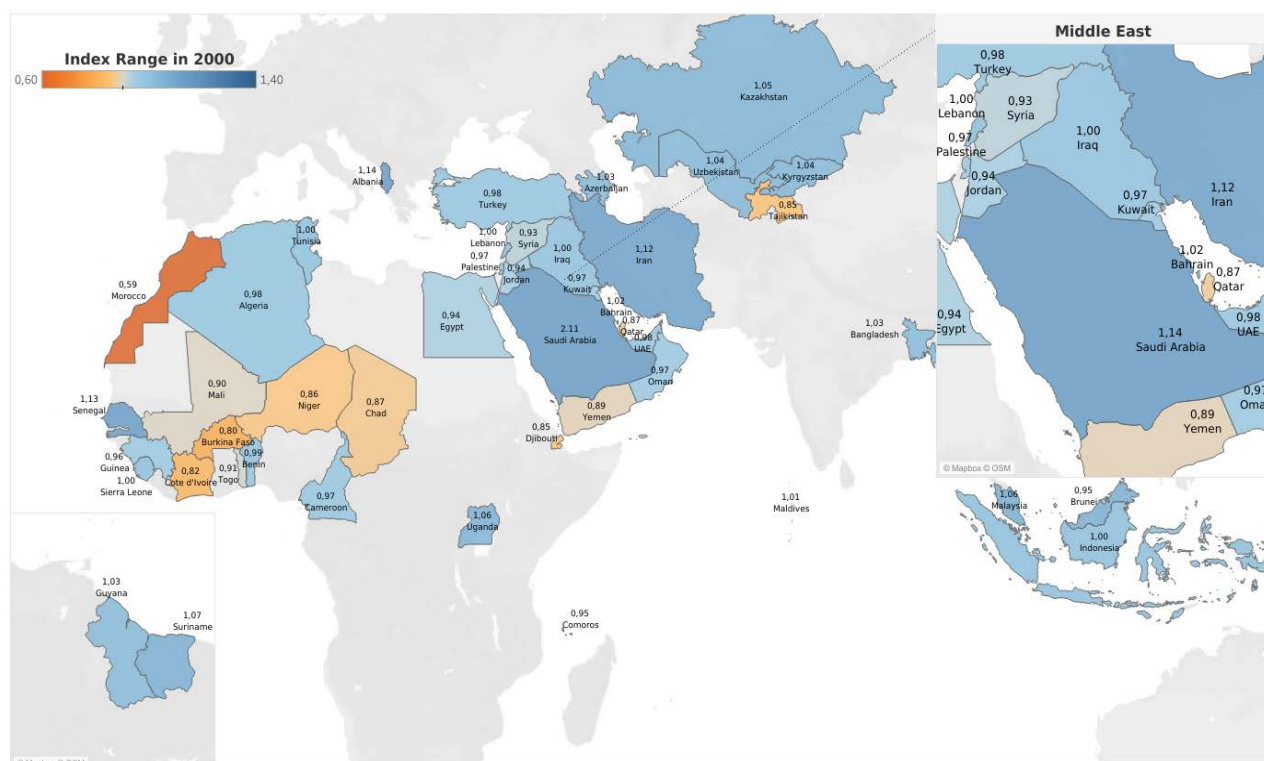 Index Range in 2000
0,60
1,40
1,05
Kazakhstan
1,04
Uzbekistan
1,04
Kyrgyzstan
0,85
Tajikistan
1,14
Albania
1,03
Azerbaijan
0,98
Turkey
1,00
Lebanon
0,93
Syria
0,97
Palestine
0,94
Jordan
1,00
Iraq
1,12
Iran
0,97
Kuwait
1,02
Bahrain
0,87
Qatar
0,98
UAE
2.11
Saudi Arabia
0,97
Oman
0,89
Yemen
0,85
Djibouti
1,00
Tunisia
0,59
Morocco
0,98
Algeria
0,94
Egypt
1,03
Bangladesh
0,90
Mali
0,86
Niger
0,87
Chad
1,13
Senegal
0,80
Burkina Faso
0,96
Guinea
0,82
Cote d'Ivoire
0,91
Togo
0,99
Benin
1,00
Sierra Leone
0,97
Cameroon
1,06
Uganda
1,01
Maldives
0,95
Comoros
1,06
Malaysia
0,95
Brunei
1,00
Indonesia
1,03
Guyana
1,07
Suriname
Middle East
0,98
Turkey
1,00
Lebanon
0,93
Syria
0,97
Palestine
0,94
Jordan
1,00
Iraq
0,97
Kuwait
1,12
Iran
1,02
Bahrain
0,87
Qatar
0,94
Egypt
1,14
Saudi Arabia
0,98
UAE
0,97
Oma
0,89
Yemen
© Mapbox © OSM